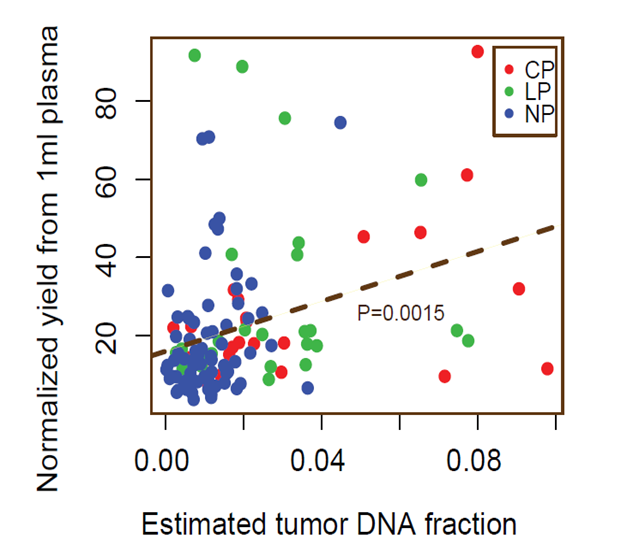 Normalized yield from 1ml plasma
80
60
40
20
CP
LP
NP
P=0.0015
0.00
0.04
0.08
Estimated tumor DNA fraction